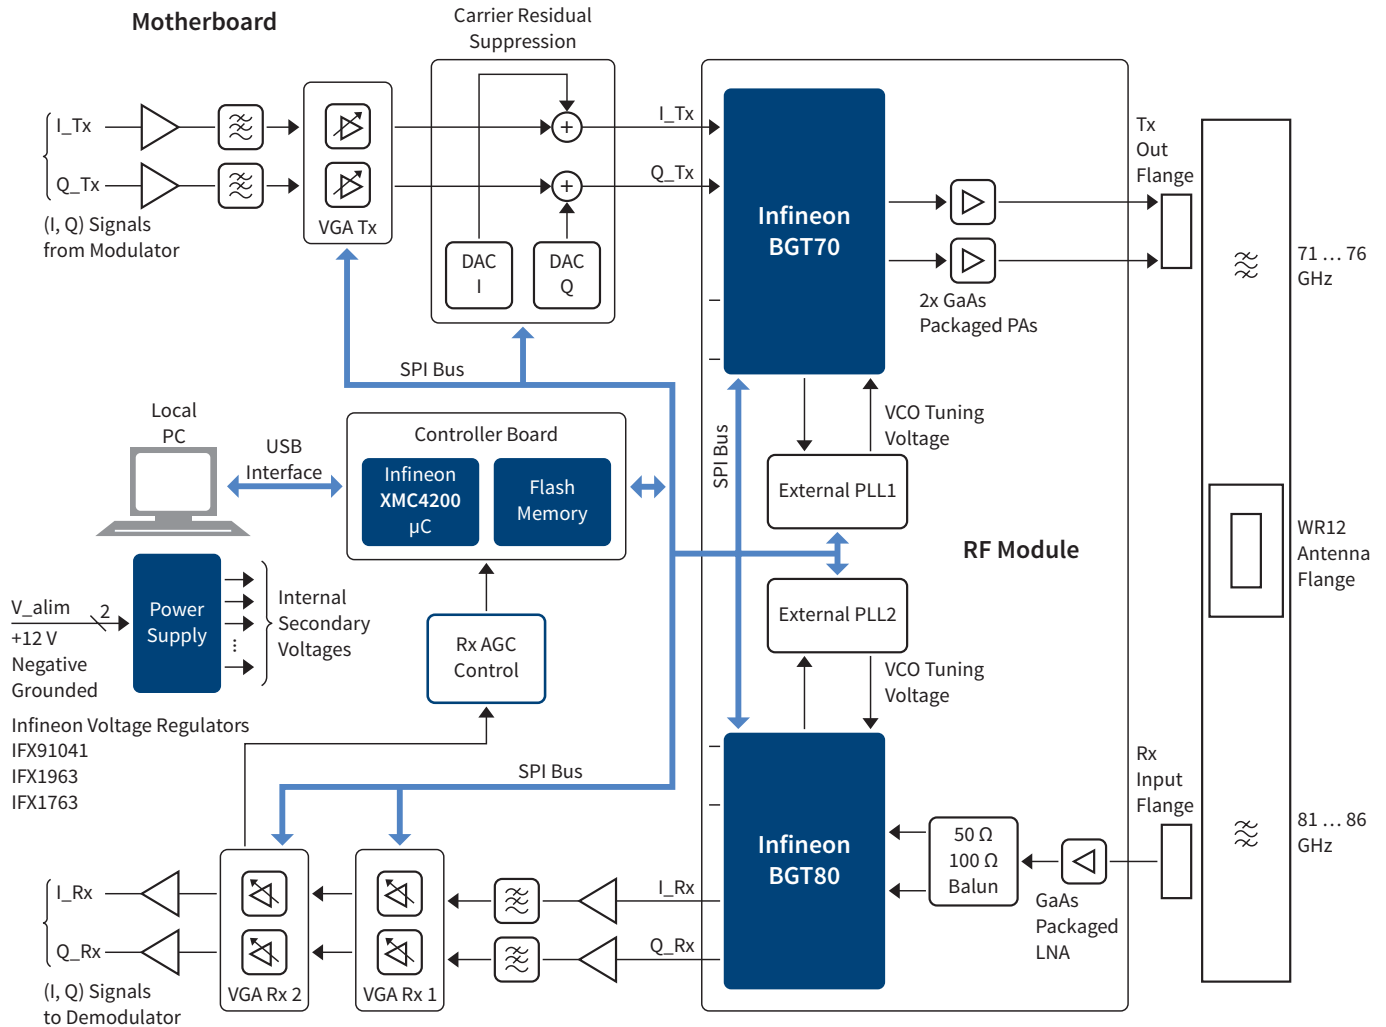 Motherboard
Carrier Residual
Suppression
I_Tx
Q_Tx
(I, Q) Signals
from Modulator
VGA Tx
+
+
DAC
I
DAC
Q
I_Tx
Q_Tx
Infineon
BGT70
2x GaAs
Packaged PAs
Tx
Out
Flange
71 … 76
GHz
SPI Bus
Local
PC
USB
Interface
Controller Board
Infineon
XMC4200
µC
Flash
Memory
SPI Bus
VCO Tuning
Voltage
External PLL1
RF Module
WR12
Antenna
Flange
V_alim
2
+12 V
Negative
Grounded
Power
Supply
Internal
Secondary
Voltages
Rx AGC
Control
External PLL2
VCO Tuning
Voltage
Infineon Voltage Regulators
IFX91041
IFX1963
IFX1763
SPI Bus
Rx
Input
Flange
Infineon
BGT80
50 Ω
100 Ω
Balun
GaAs
Packaged
LNA
81 … 86
GHz
I_Rx
Q_Rx
(I, Q) Signals
to Demodulator
VGA Rx 2
VGA Rx 1
I_Rx
Q_Rx